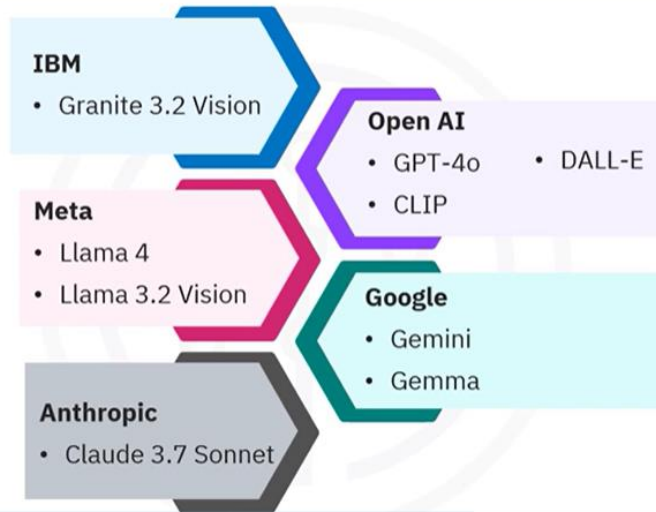 IBM
• Granite 3.2 Vision
Open AI
• GPT-4o • DALL-E
• CLIP
Meta
• Llama 4
• Llama 3.2 Vision
Google
• Gemini
• Gemma
Anthropic
• Claude 3.7 Sonnet